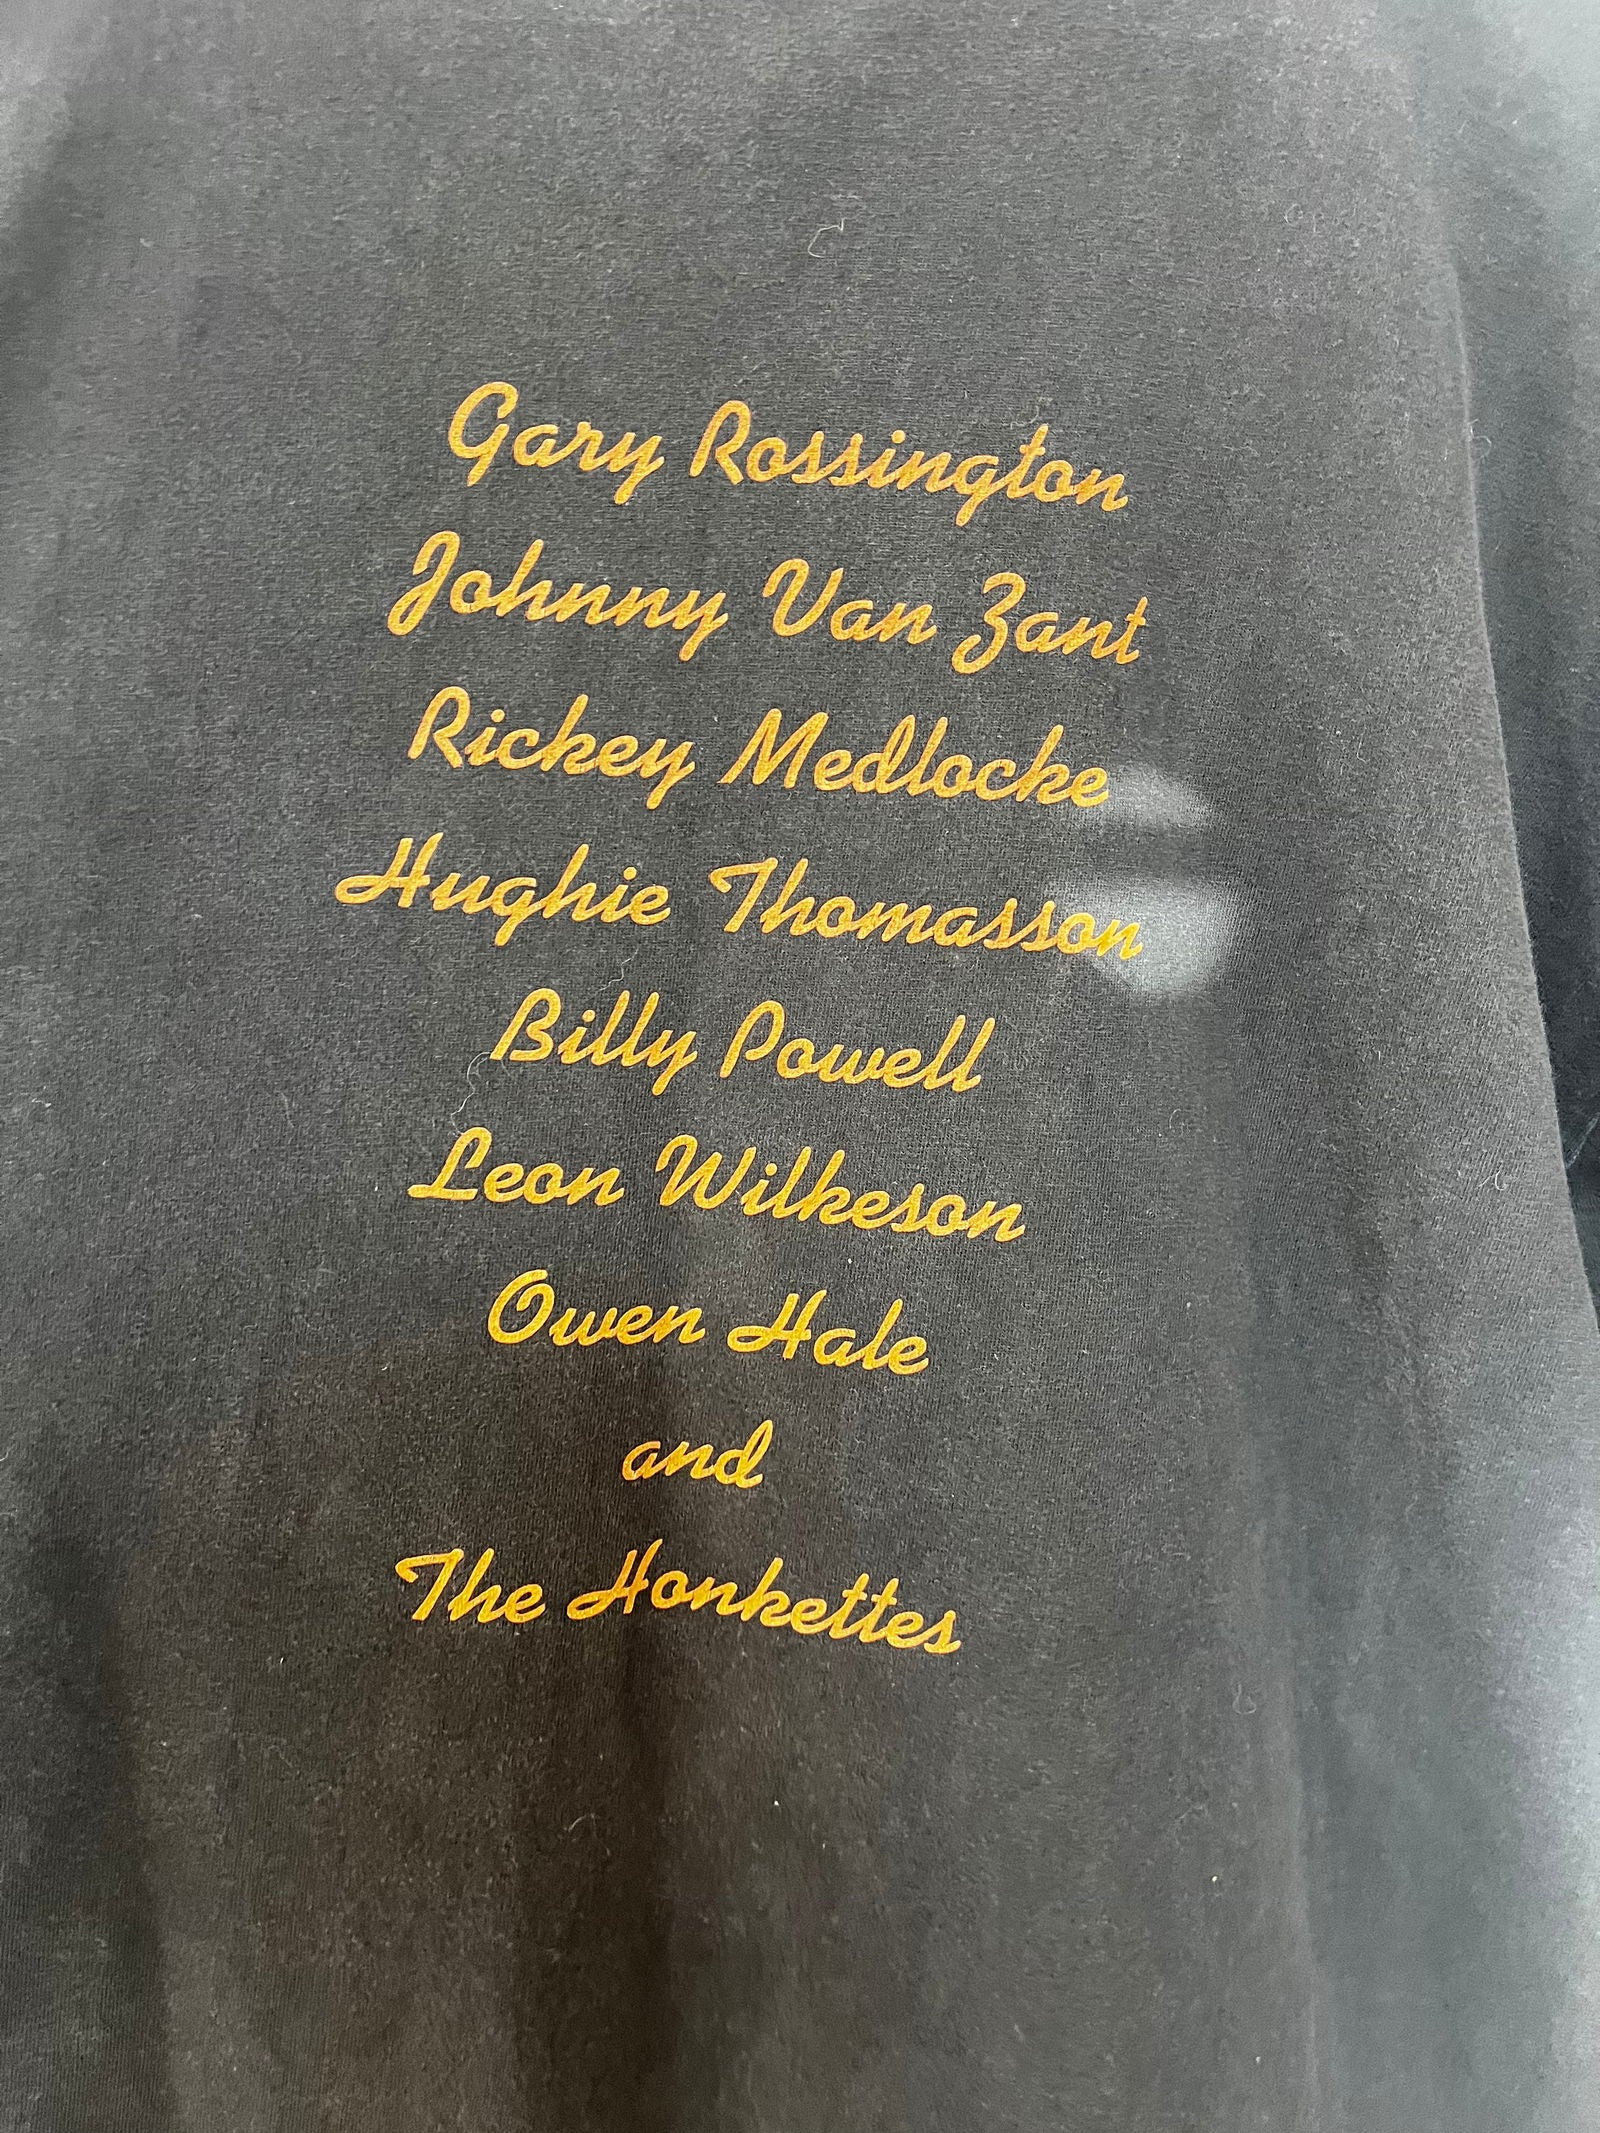 Gary Rossington
Johnny Van Zant
Rickey Medlocke
Hughie Thomasson
Billy Powell
Leon Wilkeson
Owen Hale
and
The Honkettes